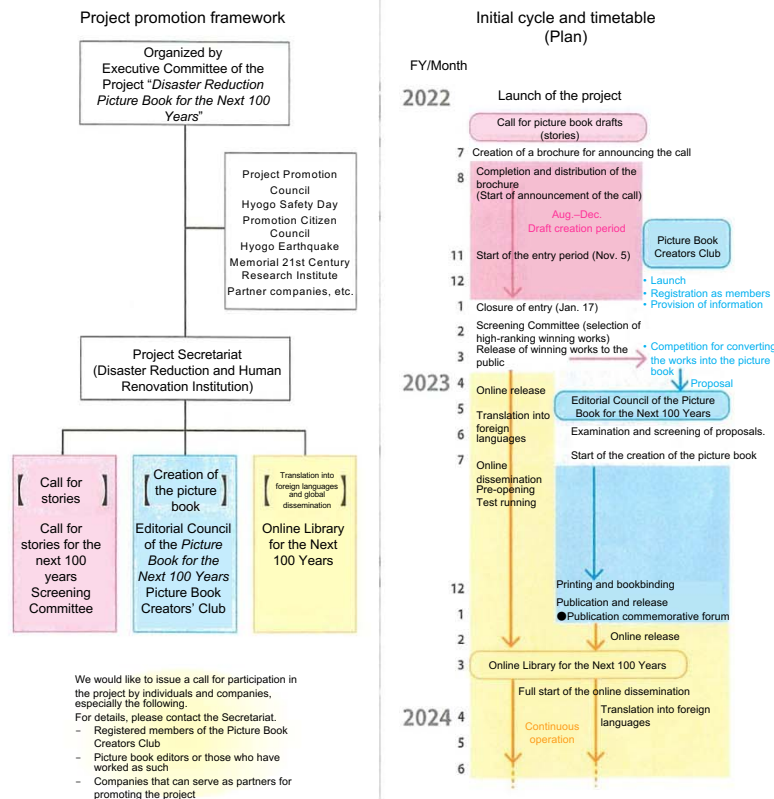 Project promotion framework
Organized by
Executive Committee of the
Project “Disaster Reduction
Picture Book for the Next 100
Years”
Project Promotion
Council
Hyogo Safety Day
Promotion Citizen
Council
Hyogo Earthquake
Memorial 21st Century
Research Institute
Partner companies, etc.
Project Secretariat
(Disaster Reduction and Human
Renovation Institution)
【Call for
stories】
Call for
stories for the
next 100
years
Screening
Committee
【Creation of
the picture
book】
Editorial Council
of the Picture
Book for the
Next 100 Years
Picture Book
Creators’ Club
【Translation into
foreign languages
and global
dissemination】
Online Library
for the Next
100 Years
We would like to issue a call for participation in
the project by individuals and companies,
especially the following.
For details, please contact the Secretariat.
– Registered members of the Picture Book
Creators Club
– Picture book editors or those who have
worked as such
– Companies that can serve as partners for
promoting the project
Initial cycle and timetable
(Plan)
FY/Month
2022
Launch of the project
Call for picture book drafts
(stories)
7 Creation of a brochure for announcing the call
8 Completion and distribution of the
brochure
(Start of announcement of the call)
Aug.–Dec.
Draft creation period
11 Start of the entry period (Nov. 5)
Picture Book
Creators Club
12
• Launch
• Registration as members
• Provision of information
1 Closure of entry (Jan. 17)
2 Screening Committee (selection of
high-ranking winning works)
3 Release of winning works to the
public
• Competition for converting
the works into the picture
book
Proposal
2023 4
Online release
5
Editorial Council of the Picture
Book for the Next 100 Years
Translation into
foreign
languages
6
Examination and screening of proposals.
7
Start of the creation of the picture book
Online
dissemination
Pre-opening
Test running
12 Printing and bookbinding
Publication and release
1 ●Publication commemorative forum
2 Online release
3 Online Library for the Next 100 Years
Full start of the online dissemination
2024 4
Translation into foreign
languages
Continuous
operation
5
6